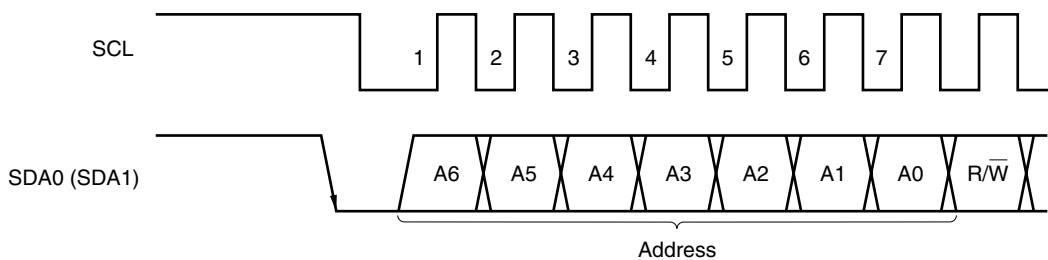 SCL
1 2 3 4 5 6 7
SDA0 (SDA1)
A6 A5 A4 A3 A2 A1 A0 R/W̅
Address